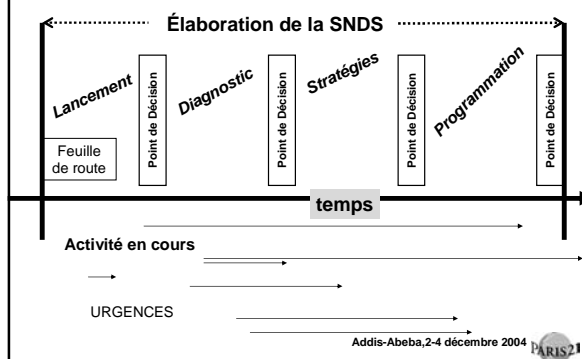 Élaboration de la SNDS
Lancement
Diagnostic
Stratégies
Programmation
Point de Décision
Point de Décision
Point de Décision
Point de Décision
Feuille
de route
temps
Activité en cours
URGENCES
Addis-Abeba,2-4 décembre 2004
PARIS21